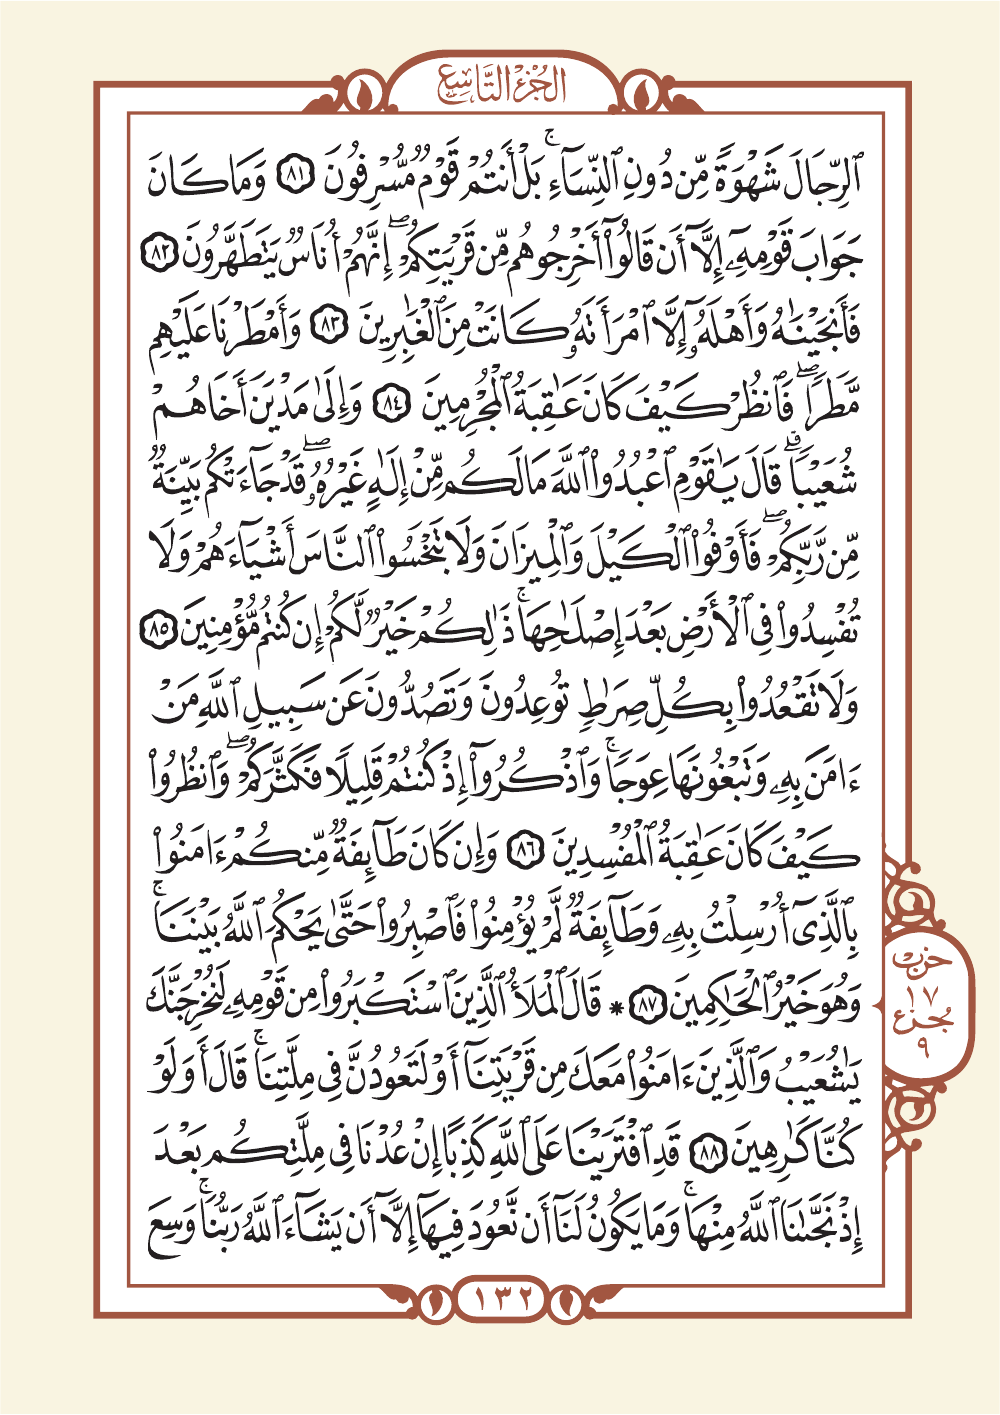 الجُزْءُ التَّاسِعُ
ٱلرِّجَالَ شَهْوَةً مِّن دُونِ ٱلنِّسَآءِ ۚ بَلْ أَنتُمْ قَوْمٌ مُّسْرِفُونَ ٨١ وَمَا كَانَ
جَوَابَ قَوْمِهِۦٓ إِلَّآ أَن قَالُوٓا۟ أَخْرِجُوهُم مِّن قَرْيَتِكُمْ ۖ إِنَّهُمْ أُنَاسٌ يَتَطَهَّرُونَ ٨٢
فَأَنجَيْنَـٰهُ وَأَهْلَهُۥٓ إِلَّا ٱمْرَأَتَهُۥ كَانَتْ مِنَ ٱلْغَـٰبِرِينَ ٨٣ وَأَمْطَرْنَا عَلَيْهِم
مَّطَرًا ۖ فَٱنظُرْ كَيْفَ كَانَ عَـٰقِبَةُ ٱلْمُجْرِمِينَ ٨٤ وَإِلَىٰ مَدْيَنَ أَخَاهُمْ
شُعَيْبًا ۗ قَالَ يَـٰقَوْمِ ٱعْبُدُوا۟ ٱللَّهَ مَا لَكُم مِّنْ إِلَـٰهٍ غَيْرُهُۥ ۖ قَدْ جَآءَتْكُم بَيِّنَةٌ
مِّن رَّبِّكُمْ ۖ فَأَوْفُوا۟ ٱلْكَيْلَ وَٱلْمِيزَانَ وَلَا تَبْخَسُوا۟ ٱلنَّاسَ أَشْيَآءَهُمْ وَلَا
تُفْسِدُوا۟ فِى ٱلْأَرْضِ بَعْدَ إِصْلَـٰحِهَا ۚ ذَٰلِكُمْ خَيْرٌ لَّكُمْ إِن كُنتُم مُّؤْمِنِينَ ٨٥
وَلَا تَقْعُدُوا۟ بِكُلِّ صِرَٰطٍ تُوعِدُونَ وَتَصُدُّونَ عَن سَبِيلِ ٱللَّهِ مَنْ
ءَامَنَ بِهِۦ وَتَبْغُونَهَا عِوَجًا ۚ وَٱذْكُرُوٓا۟ إِذْ كُنتُمْ قَلِيلًا فَكَثَّرَكُمْ ۖ وَٱنظُرُوا۟
كَيْفَ كَانَ عَـٰقِبَةُ ٱلْمُفْسِدِينَ ٨٦ وَإِن كَانَ طَآئِفَةٌ مِّنكُمْ ءَامَنُوا۟
بِٱلَّذِىٓ أُرْسِلْتُ بِهِۦ وَطَآئِفَةٌ لَّمْ يُؤْمِنُوا۟ فَٱصْبِرُوا۟ حَتَّىٰ يَحْكُمَ ٱللَّهُ بَيْنَنَا ۚ
وَهُوَ خَيْرُ ٱلْحَـٰكِمِينَ ٨٧ * قَالَ ٱلْمَلَأُ ٱلَّذِينَ ٱسْتَكْبَرُوا۟ مِن قَوْمِهِۦ لَنُخْرِجَنَّكَ
يَـٰشُعَيْبُ وَٱلَّذِينَ ءَامَنُوا۟ مَعَكَ مِن قَرْيَتِنَآ أَوْ لَتَعُودُنَّ فِى مِلَّتِنَا ۚ قَالَ أَوَلَوْ
كُنَّا كَـٰرِهِينَ ٨٨ قَدِ ٱفْتَرَيْنَا عَلَى ٱللَّهِ كَذِبًا إِنْ عُدْنَا فِى مِلَّتِكُم بَعْدَ
إِذْ نَجَّىٰنَا ٱللَّهُ مِنْهَا ۚ وَمَا يَكُونُ لَنَآ أَن نَّعُودَ فِيهَآ إِلَّآ أَن يَشَآءَ ٱللَّهُ رَبُّنَا ۚ وَسِعَ
حزب
١٧
جُزء
٩
١٣٢